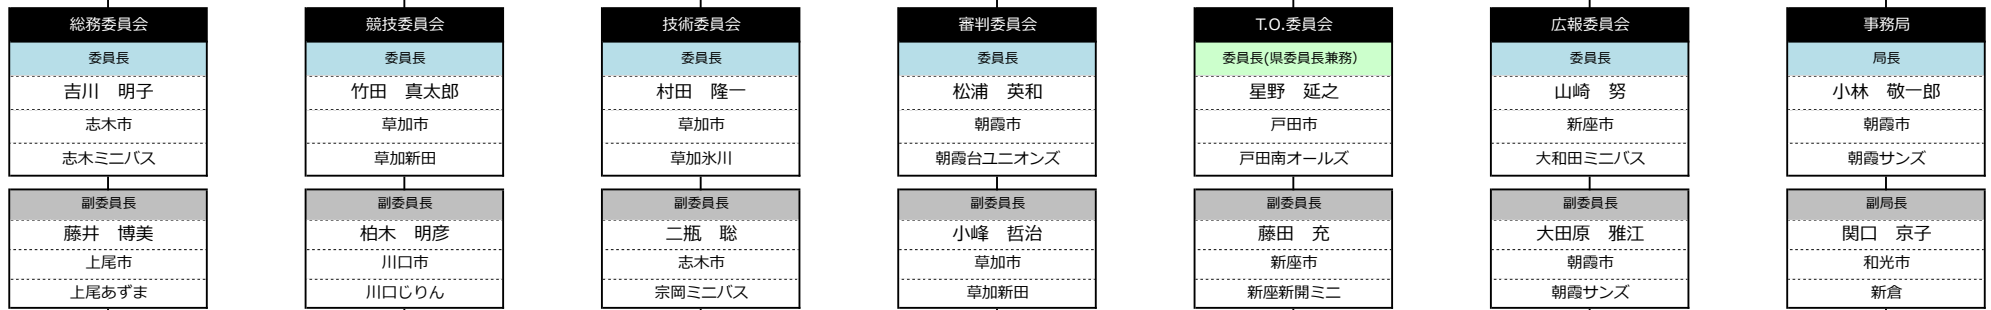 総務委員会
委員長
吉川　明子
志木市
志木ミニバス
副委員長
藤井　博美
上尾市
上尾あずま
競技委員会
委員長
竹田　真太郎
草加市
草加新田
副委員長
柏木　明彦
川口市
川口じりん
技術委員会
委員長
村田　隆一
草加市
草加氷川
副委員長
二瓶　聡
志木市
宗岡ミニバス
審判委員会
委員長
松浦　英和
朝霞市
朝霞台ユニオンズ
副委員長
小峰　哲治
草加市
草加新田
T.O.委員会
委員長(県委員長兼務)
星野　延之
戸田市
戸田南オールズ
副委員長
藤田　充
新座市
新座新開ミニ
広報委員会
委員長
山崎　努
新座市
大和田ミニバス
副委員長
大田原　雅江
朝霞市
朝霞サンズ
事務局
局長
小林　敬一郎
朝霞市
朝霞サンズ
副局長
関口　京子
和光市
新倉